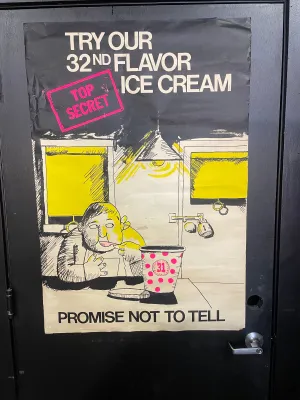 TRY OUR
32ND FLAVOR
ICE CREAM
TOP
SECRET
31
PROMISE NOT TO TELL